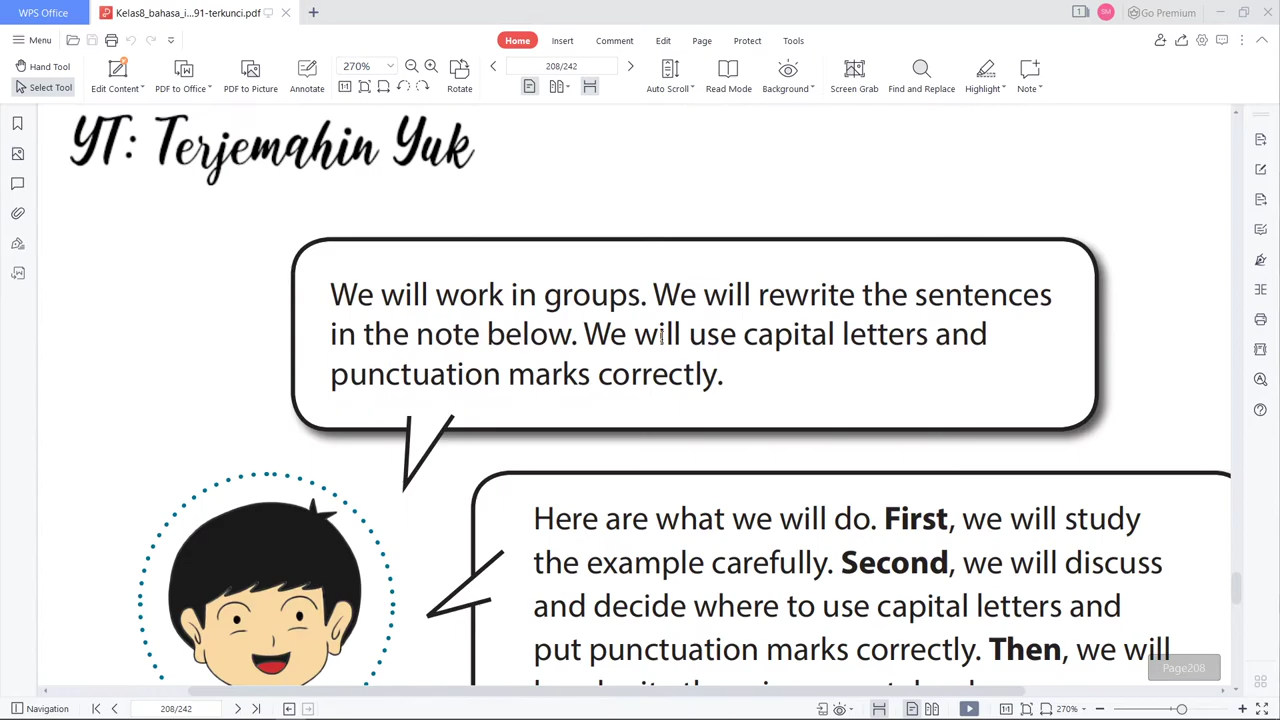 WPS Office
Kelas8_bahasa_i...91-terkunci.pdf
1
SM
Go Premium
Menu
Home
Insert
Comment
Edit
Page
Protect
Tools
Hand Tool
Select Tool
Edit Content
PDF to Office
PDF to Picture
Annotate
270%
Rotate
208/242
Auto Scroll
Read Mode
Background
Screen Grab
Find and Replace
Highlight
Note
YT: Terjemahin Yuk
We will work in groups. We will rewrite the sentences
in the note below. We will use capital letters and
punctuation marks correctly.
Here are what we will do. First, we will study
the example carefully. Second, we will discuss
and decide where to use capital letters and
put punctuation marks correctly. Then, we will
Page208
Navigation
208/242
270%